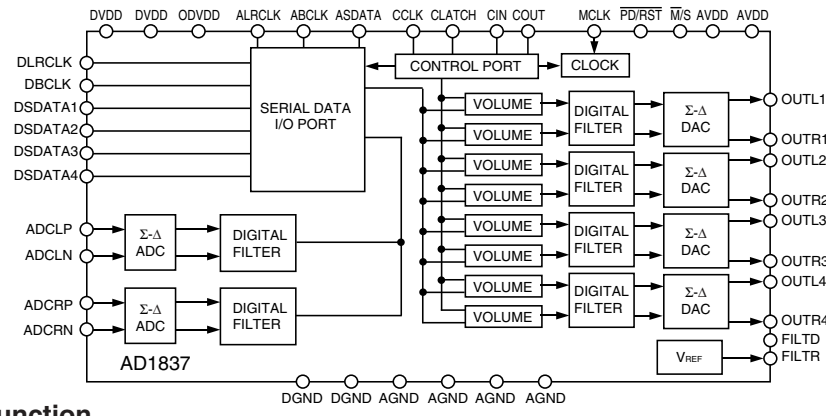 DVDD DVDD ODVDD ALRCLK ABCLK ASDATA CCLK CLATCH CIN COUT MCLK PD/RST M/S AVDD AVDD
DLRCLK
DBCLK
DSDATA1
DSDATA2
DSDATA3
DSDATA4
SERIAL DATA
I/O PORT
CONTROL PORT
CLOCK
VOLUME
VOLUME
DIGITAL
FILTER
Σ-Δ
DAC
OUTL1
OUTR1
VOLUME
VOLUME
DIGITAL
FILTER
Σ-Δ
DAC
OUTL2
OUTR2
VOLUME
VOLUME
DIGITAL
FILTER
Σ-Δ
DAC
OUTL3
OUTR3
VOLUME
VOLUME
DIGITAL
FILTER
Σ-Δ
DAC
OUTL4
OUTR4
ADCLP
ADCLN
Σ-Δ
ADC
DIGITAL
FILTER
ADCRP
ADCRN
Σ-Δ
ADC
DIGITAL
FILTER
VREF
FILTD
FILTR
AD1837
DGND DGND AGND AGND AGND AGND